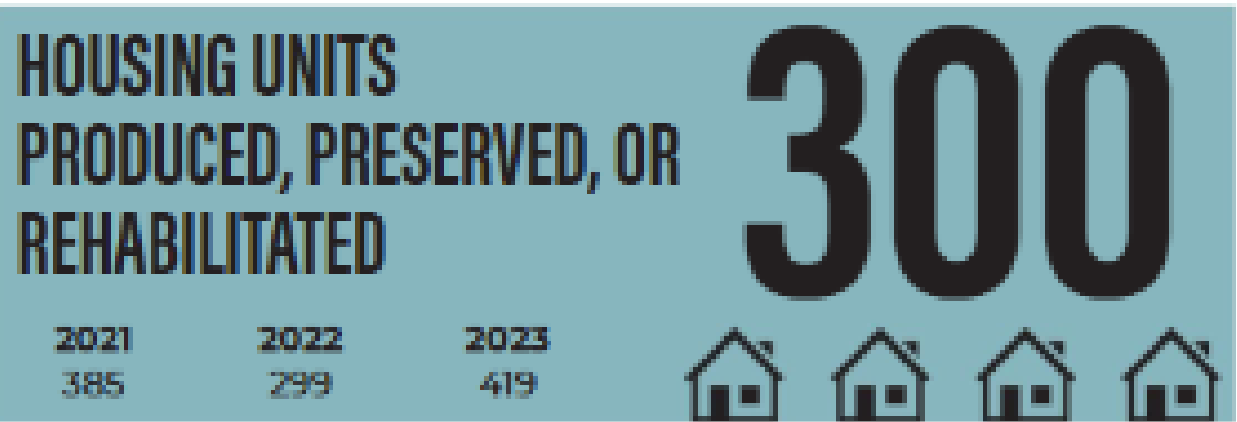 HOUSING UNITS
PRODUCED, PRESERVED, OR
REHABILITATED
300
2021 2022 2023
385 299 419